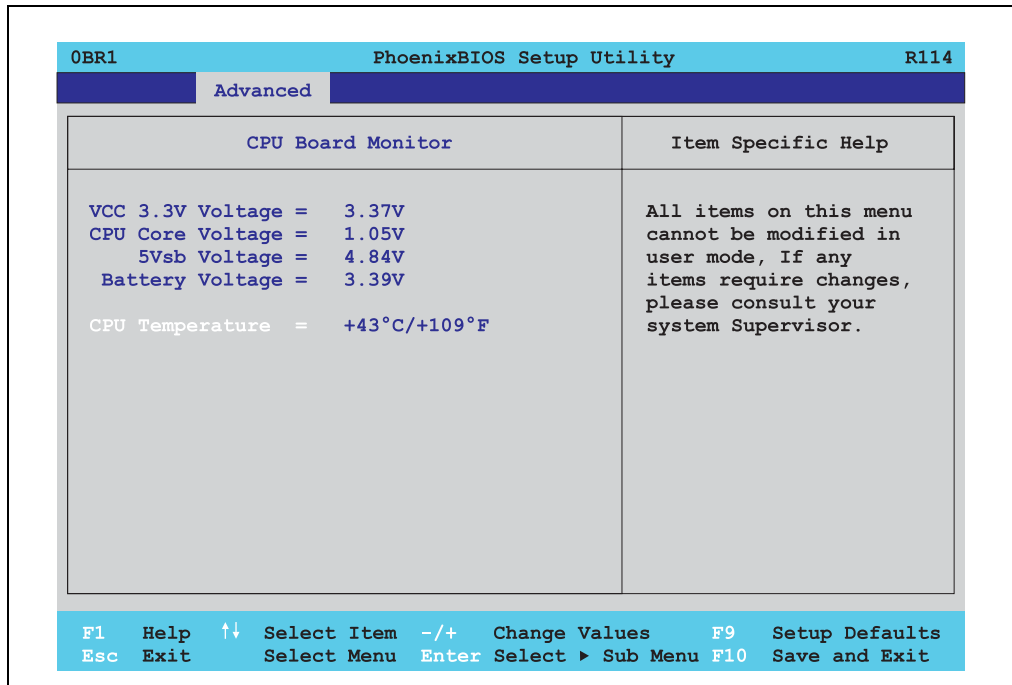 0BR1 PhoenixBIOS Setup Utility R114
Advanced
CPU Board Monitor
Item Specific Help
VCC 3.3V Voltage = 3.37V
CPU Core Voltage = 1.05V
5Vsb Voltage = 4.84V
Battery Voltage = 3.39V
CPU Temperature = +43°C/+109°F
All items on this menu
cannot be modified in
user mode, If any
items require changes,
please consult your
system Supervisor.
F1 Help ↑↓ Select Item -/+ Change Values F9 Setup Defaults
Esc Exit Select Menu Enter Select ▶ Sub Menu F10 Save and Exit